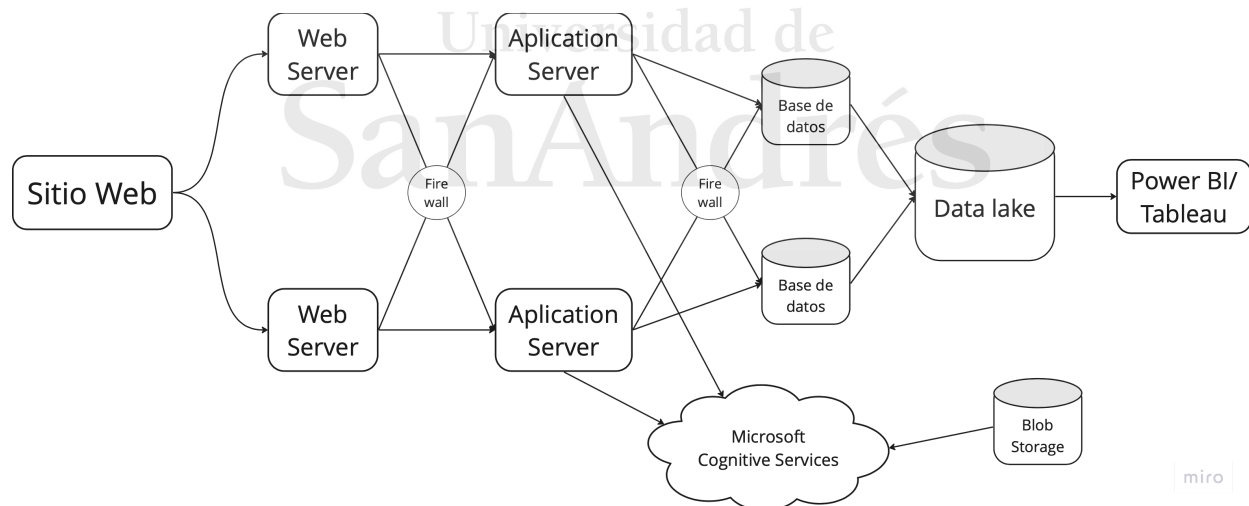 Universidad de
SanAndrés
Sitio Web
Web
Server
Web
Server
Fire
wall
Aplication
Server
Aplication
Server
Fire
wall
Base de
datos
Base de
datos
Data lake
Power BI/
Tableau
Microsoft
Cognitive Services
Blob
Storage
miro